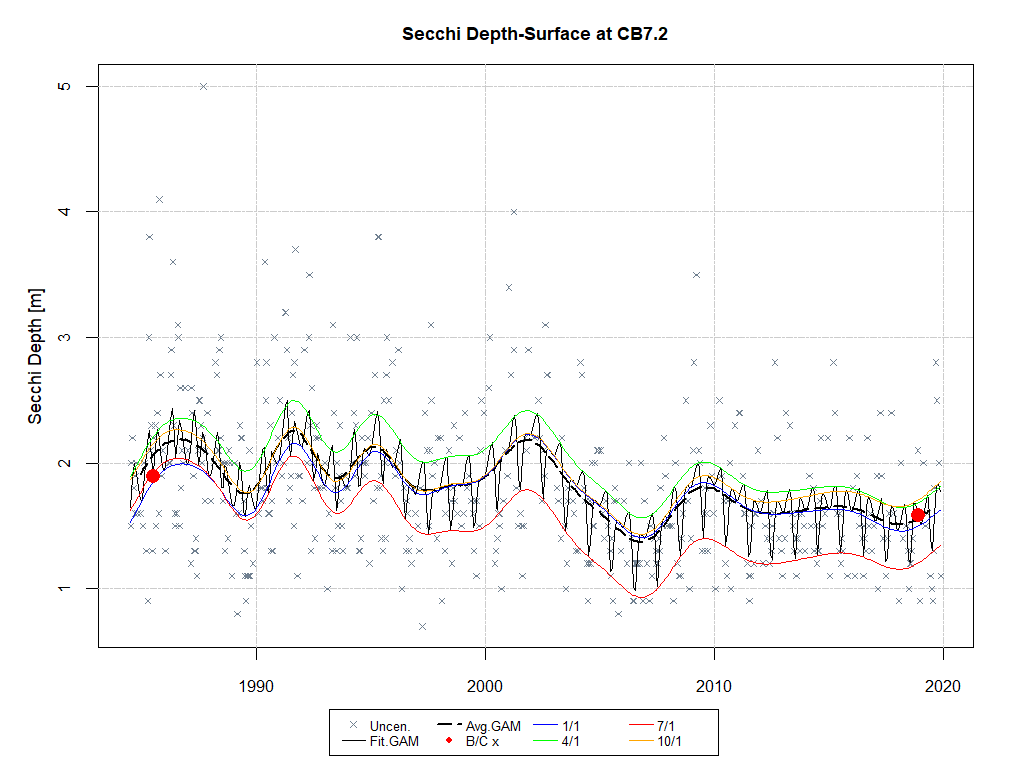 Secchi Depth-Surface at CB7.2
Secchi Depth [m]
5
4
3
2
1
1990 2000 2010 2020
Uncen. Avg.GAM 1/1 7/1
Fit.GAM B/C x 4/1 10/1